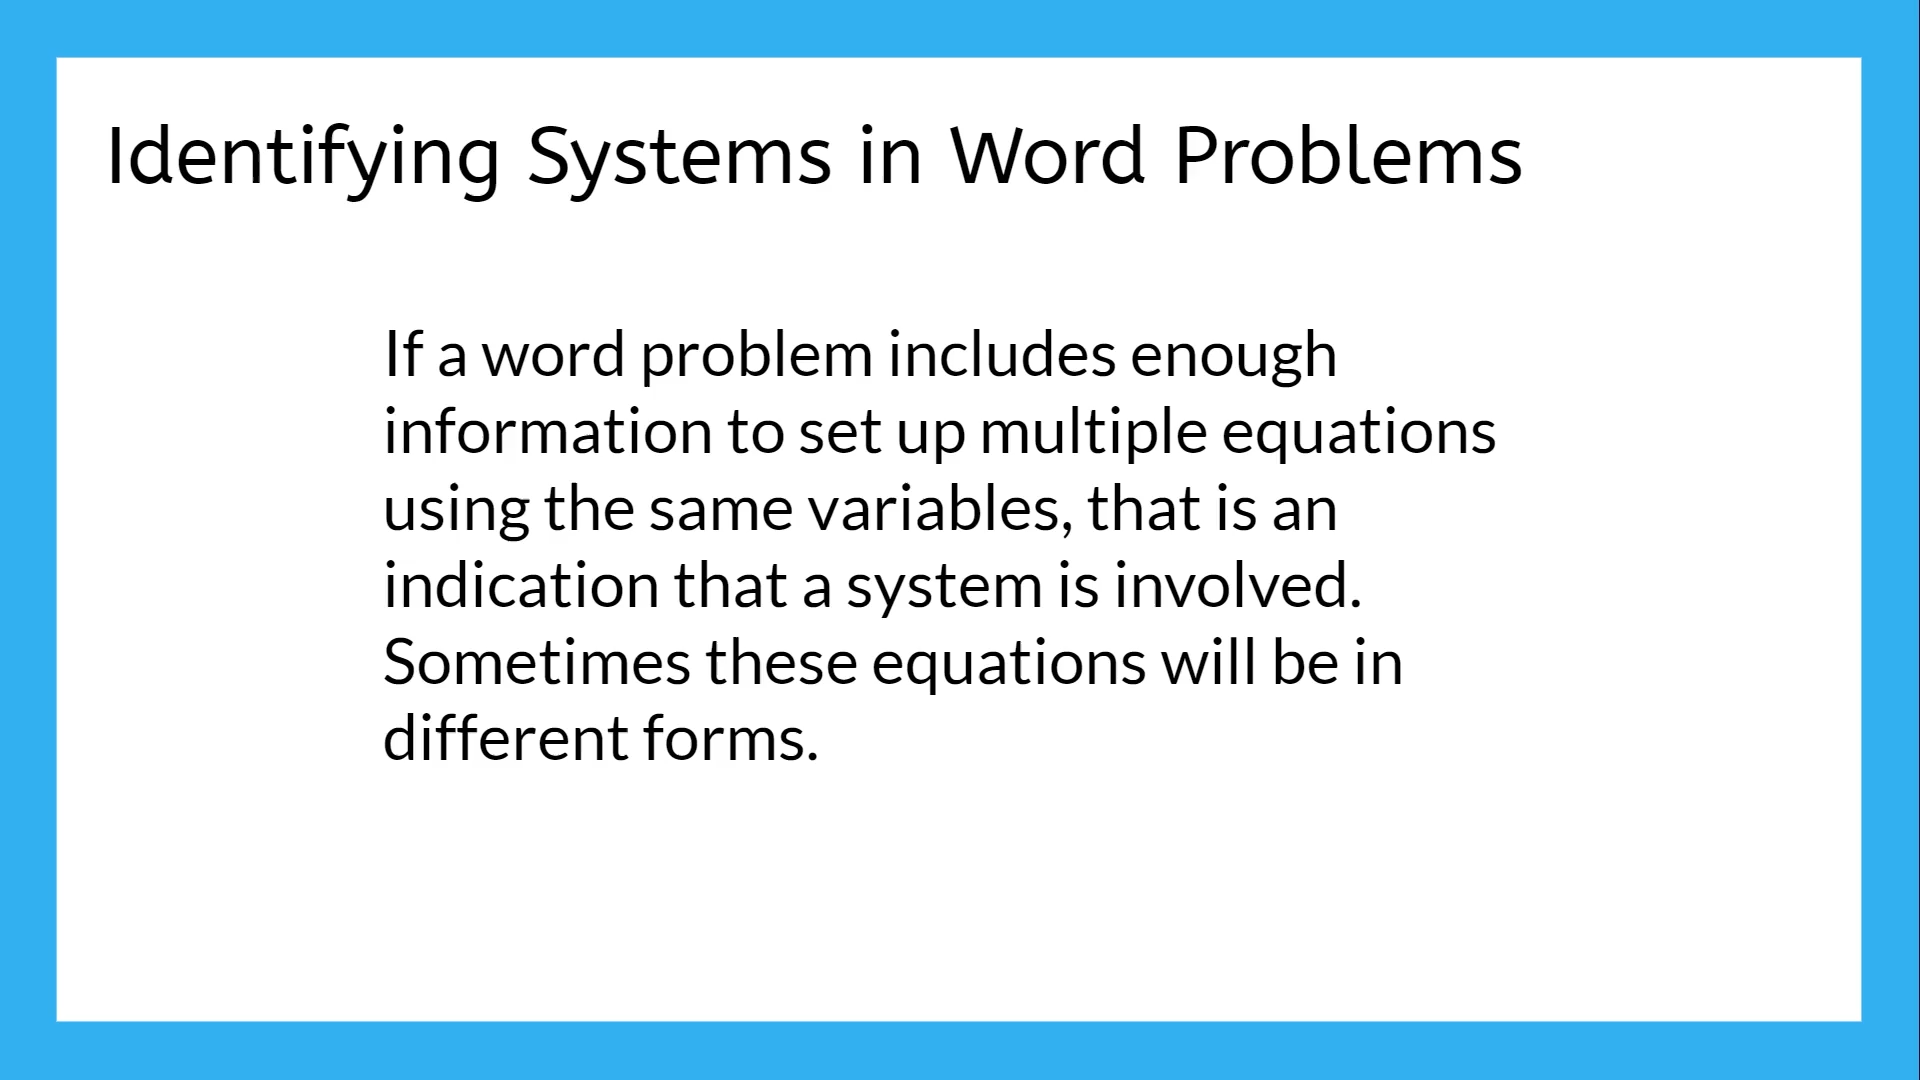 Identifying Systems in Word Problems
If a word problem includes enough
information to set up multiple equations
using the same variables, that is an
indication that a system is involved.
Sometimes these equations will be in
different forms.